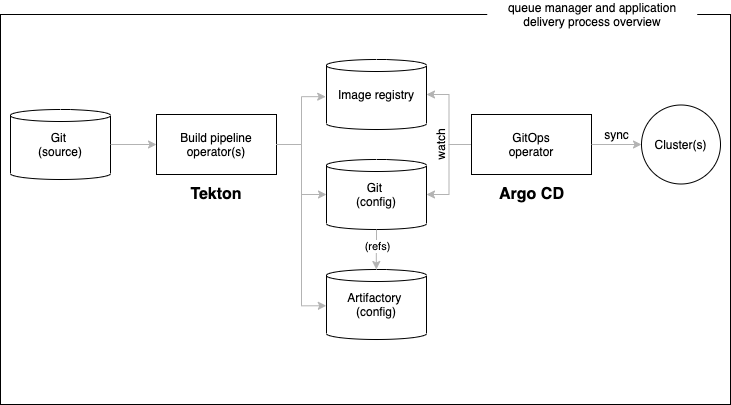 queue manager and application
delivery process overview
Image registry
Git
(source)
Build pipeline
operator(s)
Tekton
watch
GitOps
operator
Argo CD
sync
Cluster(s)
Git
(config)
(refs)
Artifactory
(config)